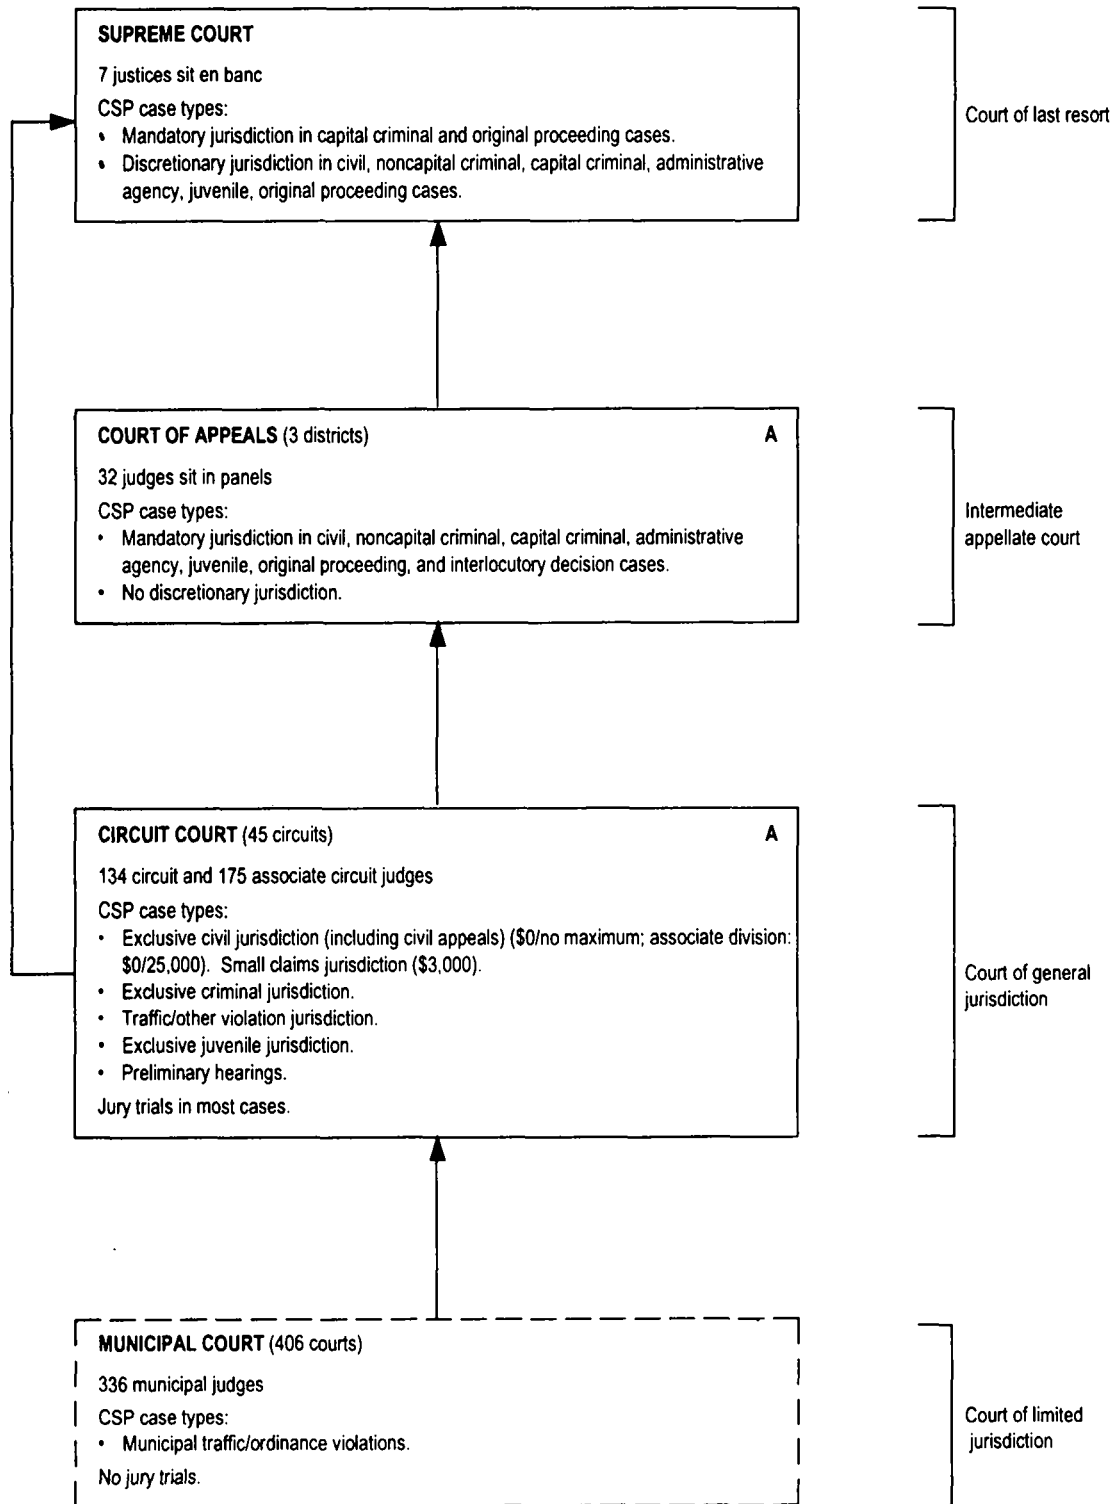 SUPREME COURT
7 justices sit en banc
CSP case types:
• Mandatory jurisdiction in capital criminal and original proceeding cases.
• Discretionary jurisdiction in civil, noncapital criminal, capital criminal, administrative
agency, juvenile, original proceeding cases.
Court of last resort
COURT OF APPEALS (3 districts) A
32 judges sit in panels
CSP case types:
• Mandatory jurisdiction in civil, noncapital criminal, capital criminal, administrative
agency, juvenile, original proceeding, and interlocutory decision cases.
• No discretionary jurisdiction.
Intermediate
appellate court
CIRCUIT COURT (45 circuits) A
134 circuit and 175 associate circuit judges
CSP case types:
• Exclusive civil jurisdiction (including civil appeals) ($0/no maximum; associate division:
$0/25,000). Small claims jurisdiction ($3,000).
• Exclusive criminal jurisdiction.
• Traffic/other violation jurisdiction.
• Exclusive juvenile jurisdiction.
• Preliminary hearings.
Jury trials in most cases.
Court of general
jurisdiction
MUNICIPAL COURT (406 courts)
336 municipal judges
CSP case types:
• Municipal traffic/ordinance violations.
No jury trials.
Court of limited
jurisdiction